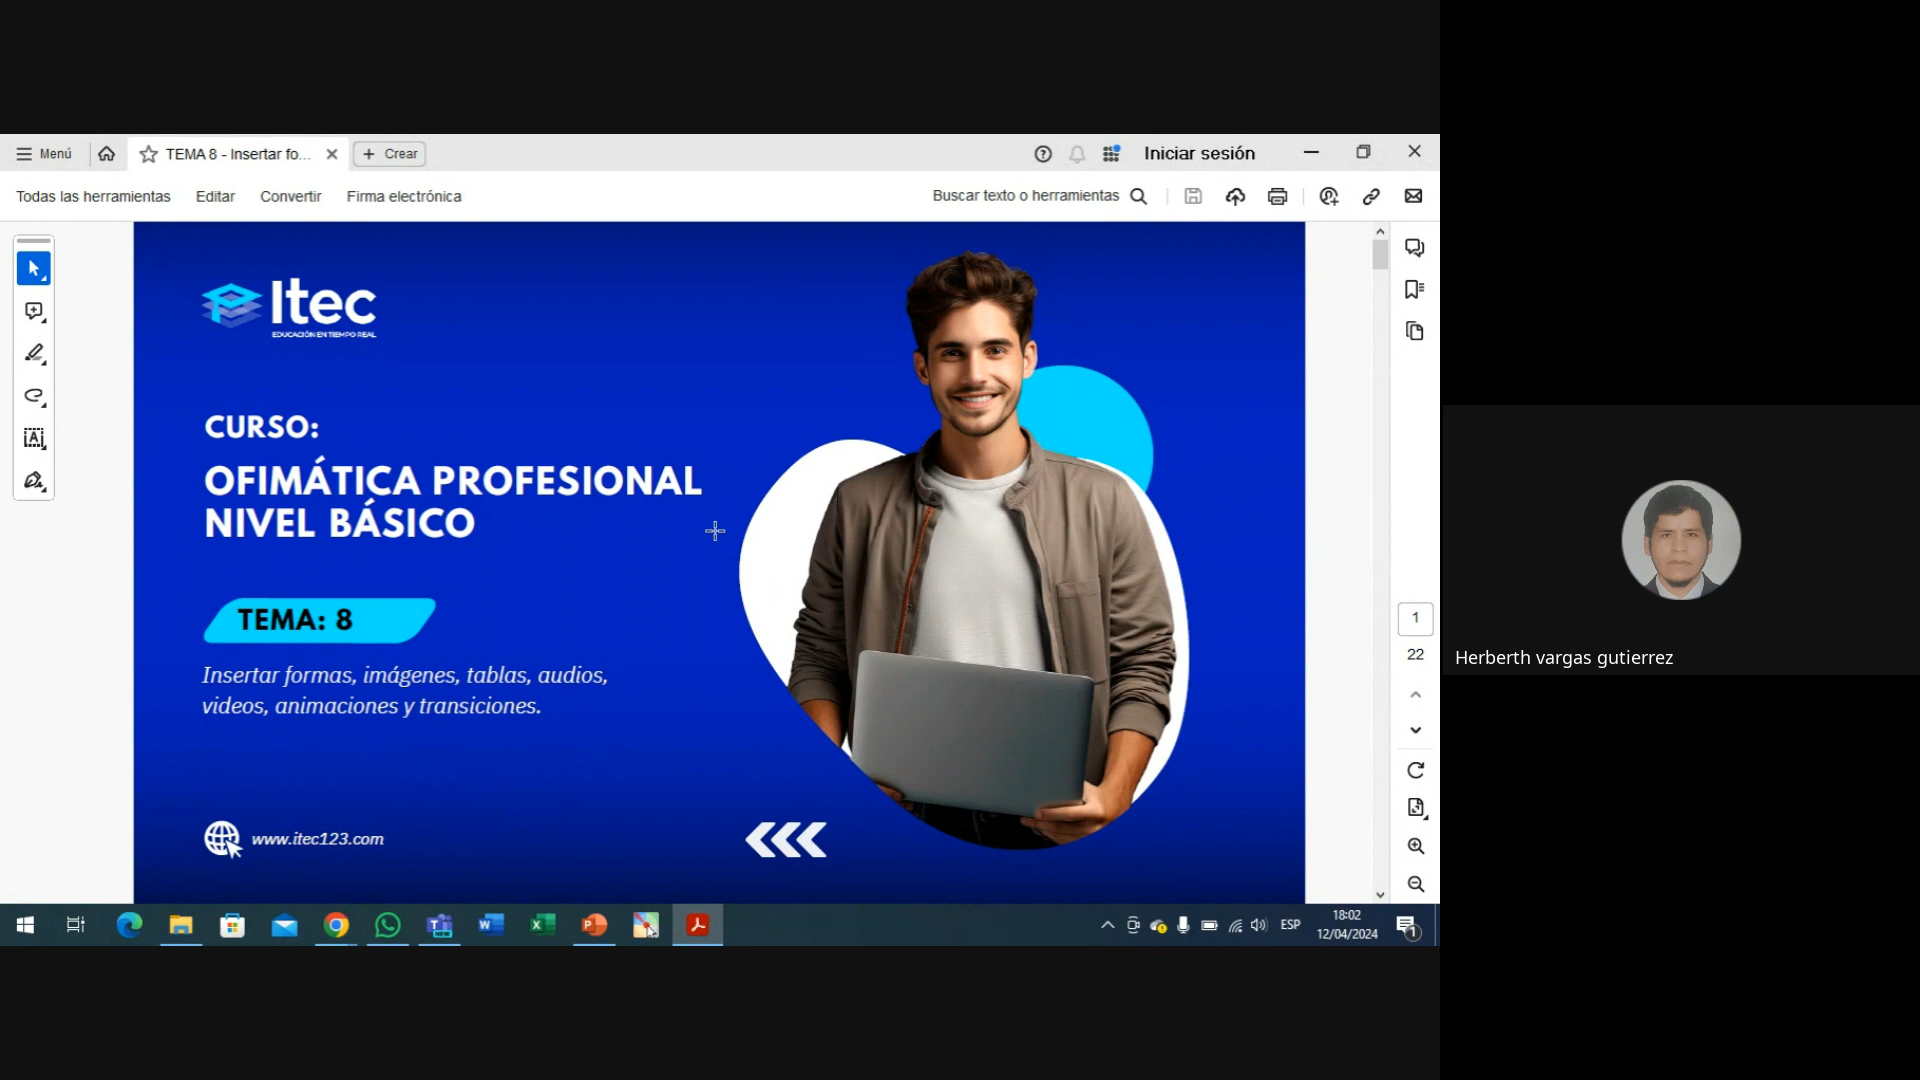 Menú
TEMA 8 - Insertar fo...
Crear
Iniciar sesión
Todas las herramientas
Editar
Convertir
Firma electrónica
Buscar texto o herramientas
Itec
EDUCACIÓN EN TIEMPO REAL
CURSO:
OFIMÁTICA PROFESIONAL
NIVEL BÁSICO
TEMA: 8
Insertar formas, imágenes, tablas, audios,
videos, animaciones y transiciones.
www.itec123.com
1
22
Herberth vargas gutierrez
NEW
ESP
18:02
12/04/2024
1